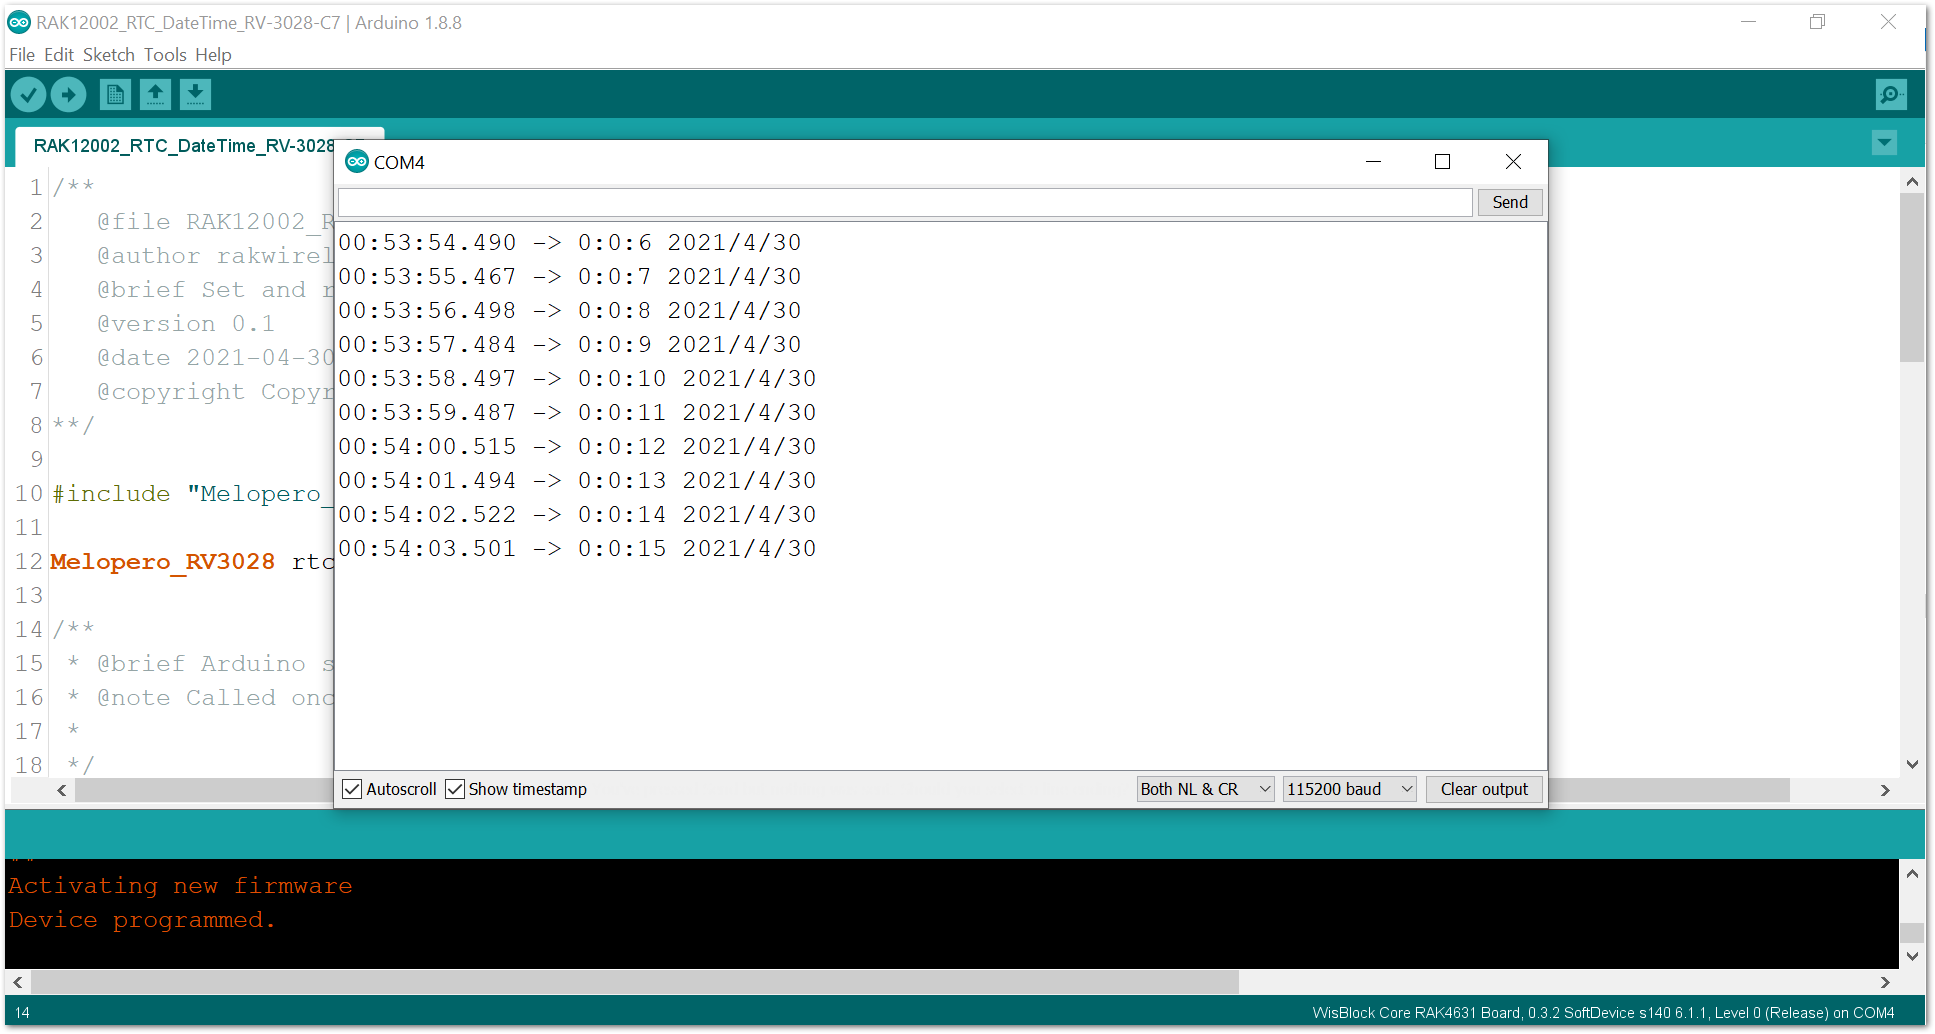 RAK12002_RTC_DateTime_RV-3028-C7 | Arduino 1.8.8
File Edit Sketch Tools Help
RAK12002_RTC_DateTime_RV-3028
1 /**
2 @file RAK12002_R
3 @author rakwirel
4 @brief Set and r
5 @version 0.1
6 @date 2021-04-30
7 @copyright Copyr
8 **/
9
10 #include "Melopero_
11
12 Melopero_RV3028 rtc
13
14 /**
15 * @brief Arduino s
16 * @note Called onc
17 *
18 */
COM4
Send
00:53:54.490 -> 0:0:6 2021/4/30
00:53:55.467 -> 0:0:7 2021/4/30
00:53:56.498 -> 0:0:8 2021/4/30
00:53:57.484 -> 0:0:9 2021/4/30
00:53:58.497 -> 0:0:10 2021/4/30
00:53:59.487 -> 0:0:11 2021/4/30
00:54:00.515 -> 0:0:12 2021/4/30
00:54:01.494 -> 0:0:13 2021/4/30
00:54:02.522 -> 0:0:14 2021/4/30
00:54:03.501 -> 0:0:15 2021/4/30
Autoscroll Show timestamp Both NL & CR 115200 baud Clear output
Activating new firmware
Device programmed.
14 WisBlock Core RAK4631 Board, 0.3.2 SoftDevice s140 6.1.1, Level 0 (Release) on COM4